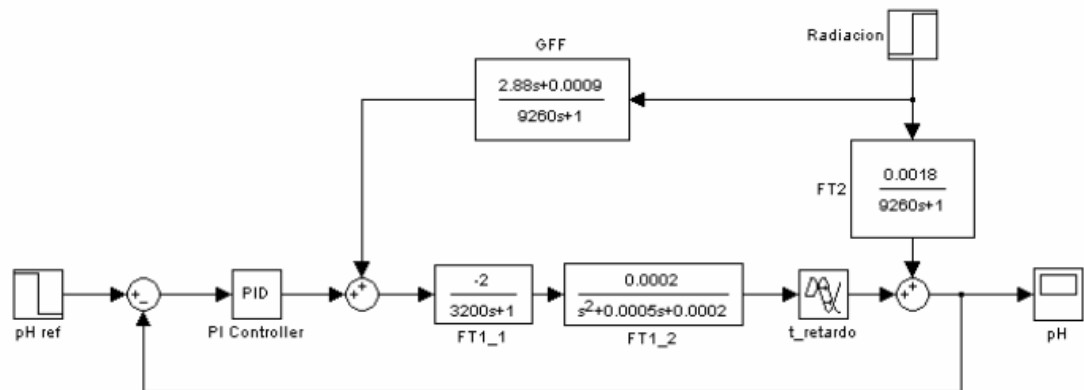 Radiacion
GFF
2.88s+0.0009
9260s+1
FT2
0.0018
9260s+1
pH ref
+
−
PID
PI Controller
+
+
-2
3200s+1
FT1_1
0.0002
s²+0.0005s+0.0002
FT1_2
t_retardo
+
+
pH